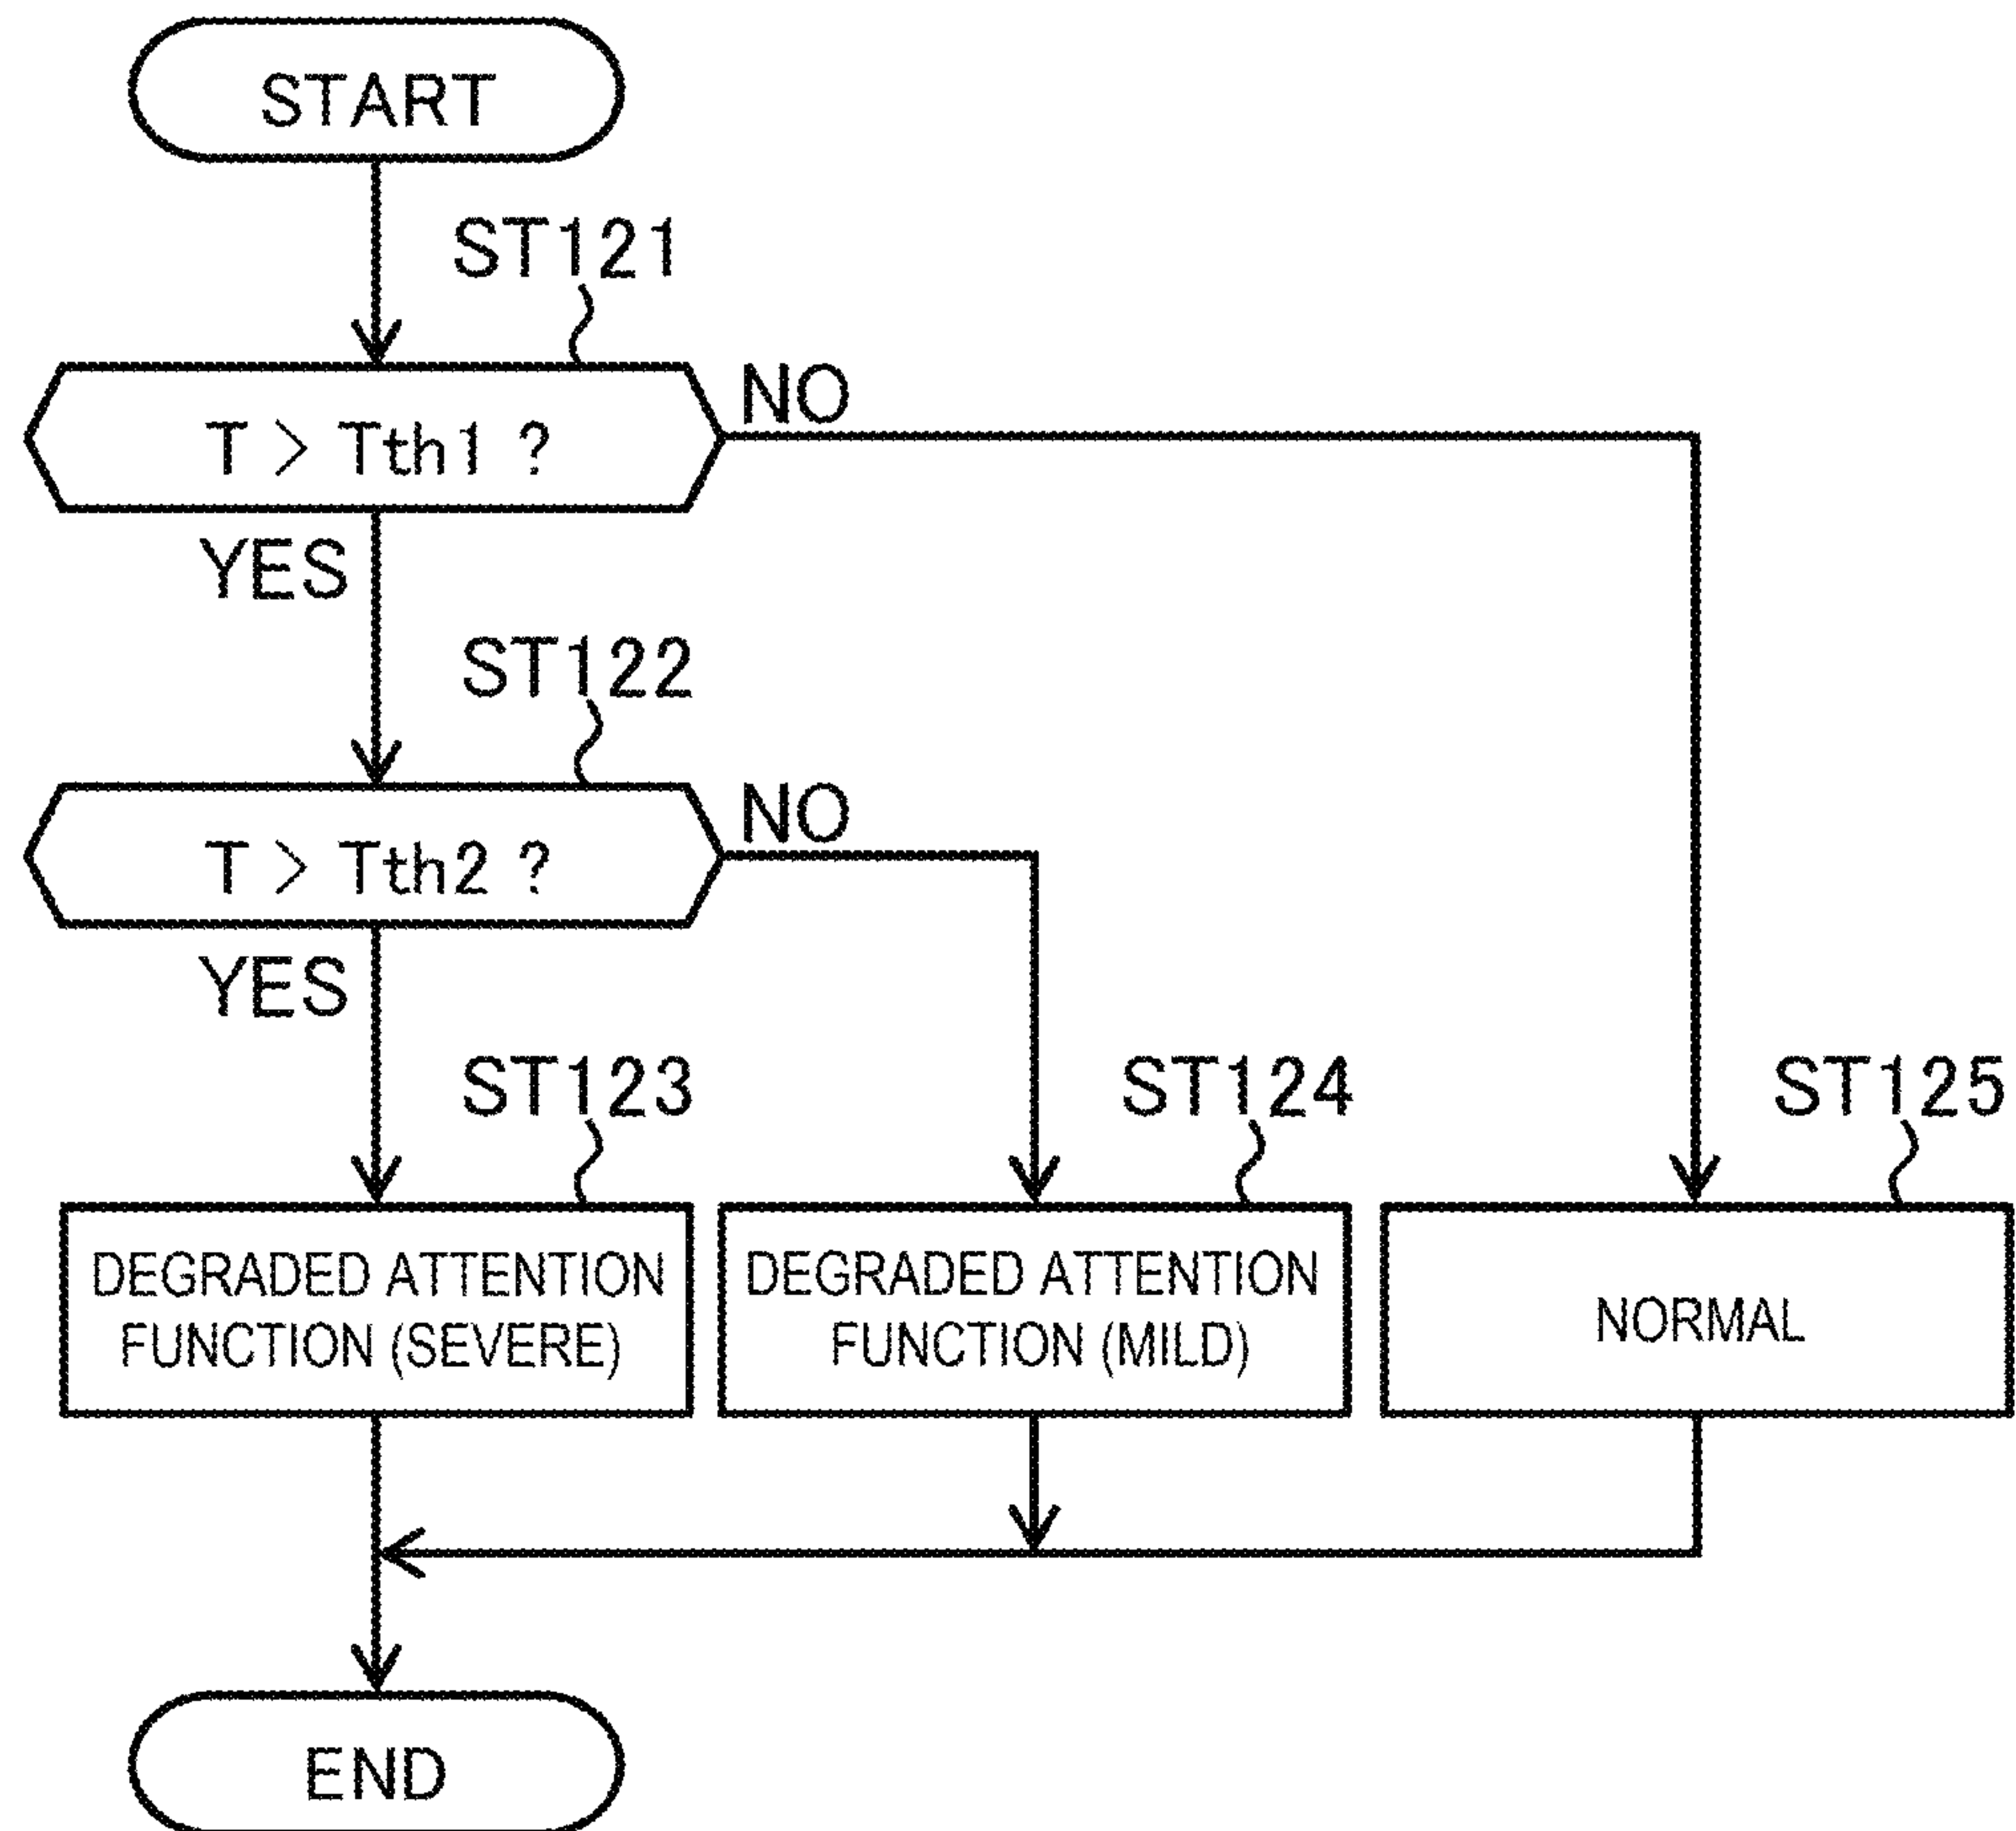 START
ST121
T > Tth1 ?
NO
YES
ST122
T > Tth2 ?
NO
YES
ST123
ST124
ST125
DEGRADED ATTENTION
FUNCTION (SEVERE)
DEGRADED ATTENTION
FUNCTION (MILD)
NORMAL
END